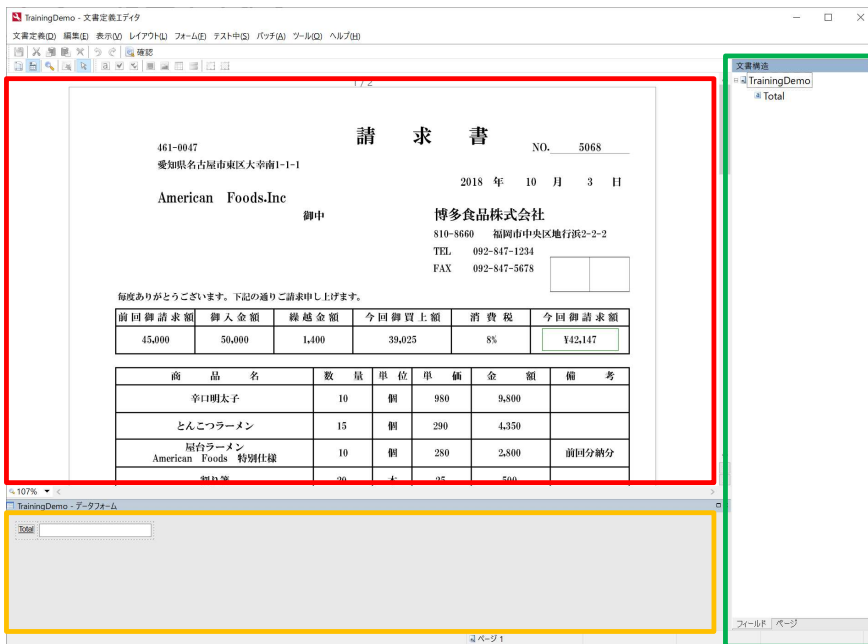 TrainingDemo - 文書定義エディタ
文書定義(D) 編集(E) 表示(V) レイアウト(L) フォーム(F) テスト中(S) バッチ(A) ツール(O) ヘルプ(H)
確認
文書構造
TrainingDemo
Total
1 / 2
請 求 書
NO. 5068
461-0047
愛知県名古屋市東区大幸南1-1-1
2018 年 10 月 3 日
American Foods.Inc
御中
博多食品株式会社
810-8660 福岡市中央区地行浜2-2-2
TEL 092-847-1234
FAX 092-847-5678
毎度ありがとうございます。下記の通りご請求申し上げます。
前回御請求額 御入金額 繰越金額 今回御買上額 消費税 今回御請求額
45,000 50,000 1,400 39,025 8% ¥42,147
商 品 名 数 量 単 位 単 価 金 額 備 考
辛口明太子 10 個 980 9,800
とんこつラーメン 15 個 290 4,350
屋台ラーメン
American Foods 特別仕様 10 個 280 2,800 前回分納分
割り箸 20 本 25 500
107%
TrainingDemo - データフォーム
Total
フィールド ページ
ページ 1